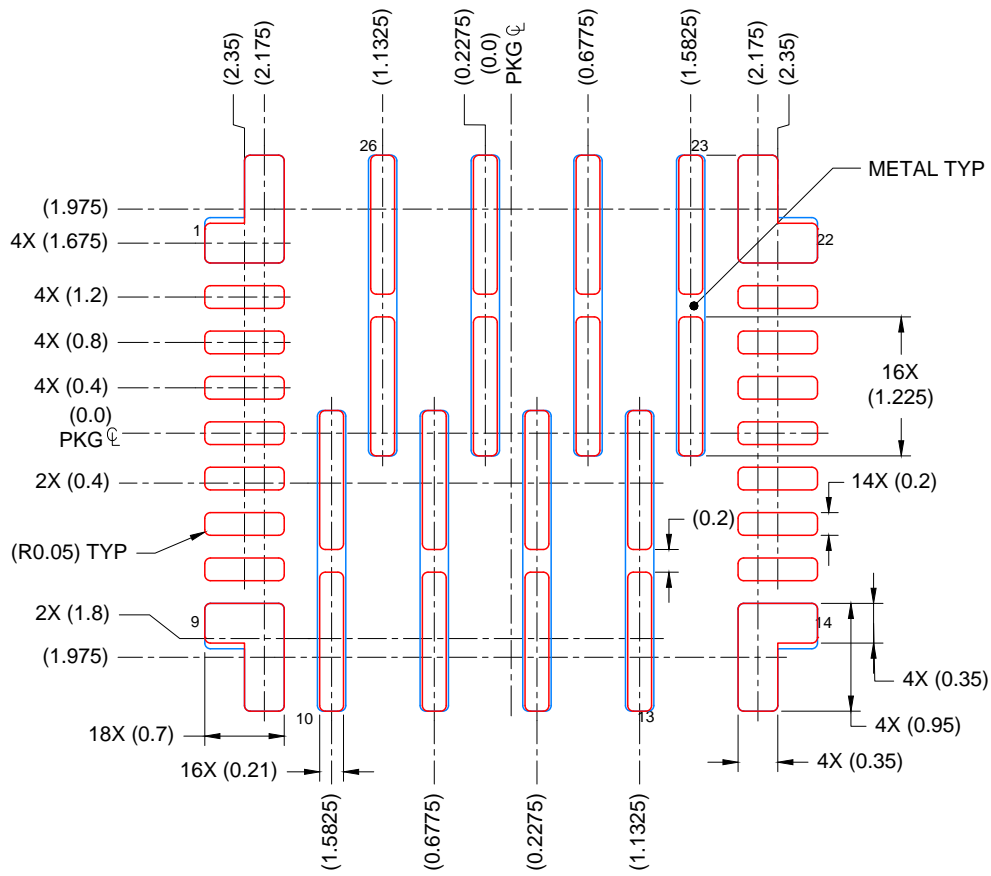 (2.35)
(2.175)
(1.1325)
(0.2275)
(0.0)
PKG ℄
(0.6775)
(1.5825)
(2.175)
(2.35)
26
23
METAL TYP
(1.975)
1
4X (1.675)
22
4X (1.2)
4X (0.8)
4X (0.4)
16X
(1.225)
(0.0)
PKG ℄
2X (0.4)
14X (0.2)
(0.2)
(R0.05) TYP
2X (1.8)
9
14
(1.975)
4X (0.35)
10
13
4X (0.95)
18X (0.7)
4X (0.35)
16X (0.21)
(1.5825)
(0.6775)
(0.2275)
(1.1325)